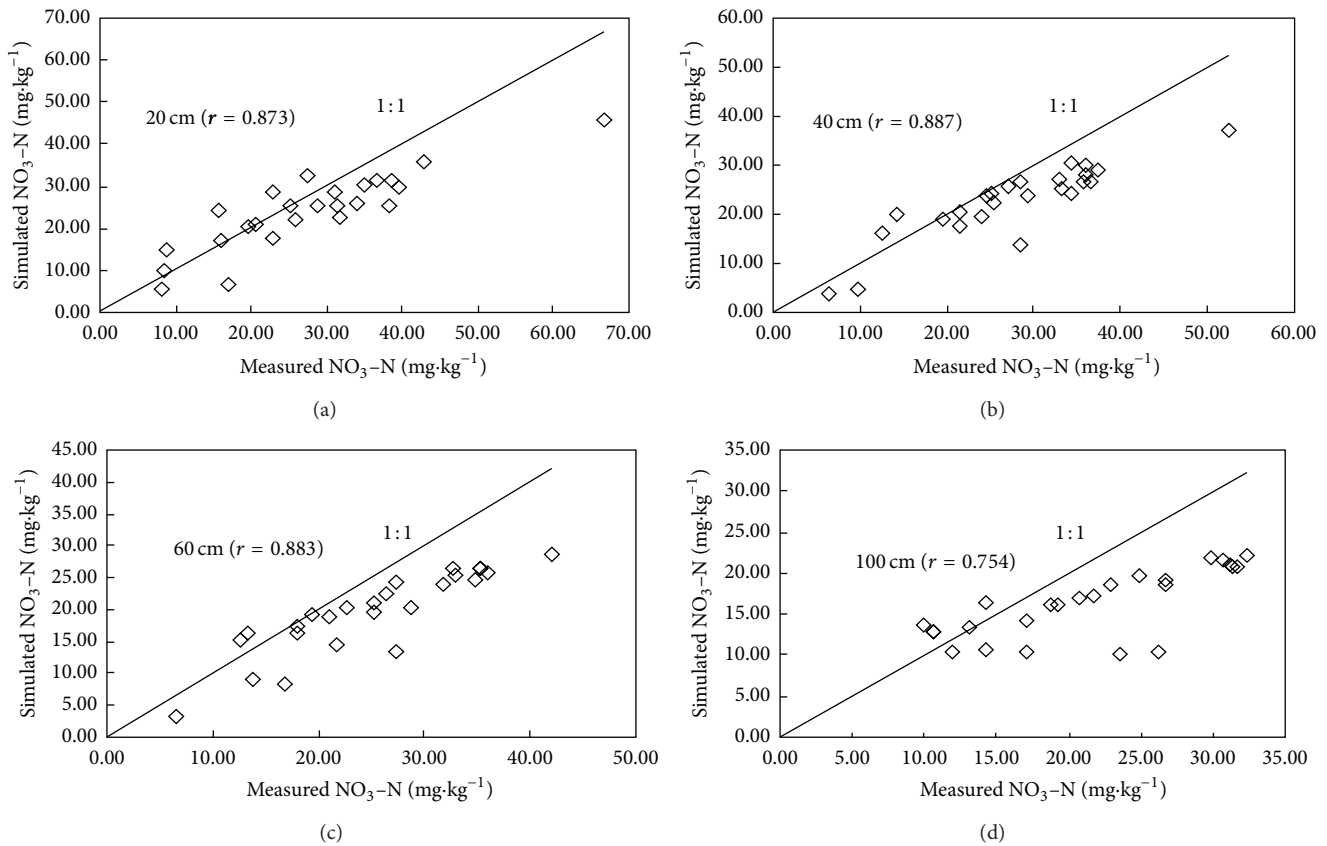 70.00
60.00
50.00
40.00
30.00
20.00
10.00
0.00
Simulated NO₃–N (mg·kg⁻¹)
20 cm (r = 0.873)
1 : 1
0.00 10.00 20.00 30.00 40.00 50.00 60.00 70.00
Measured NO₃–N (mg·kg⁻¹)
(a)
60.00
50.00
40.00
30.00
20.00
10.00
0.00
Simulated NO₃–N (mg·kg⁻¹)
40 cm (r = 0.887)
1 : 1
0.00 10.00 20.00 30.00 40.00 50.00 60.00
Measured NO₃–N (mg·kg⁻¹)
(b)
45.00
40.00
35.00
30.00
25.00
20.00
15.00
10.00
5.00
0.00
Simulated NO₃–N (mg·kg⁻¹)
60 cm (r = 0.883)
1 : 1
0.00 10.00 20.00 30.00 40.00 50.00
Measured NO₃–N (mg·kg⁻¹)
(c)
35.00
30.00
25.00
20.00
15.00
10.00
5.00
0.00
Simulated NO₃–N (mg·kg⁻¹)
100 cm (r = 0.754)
1 : 1
0.00 5.00 10.00 15.00 20.00 25.00 30.00 35.00
Measured NO₃–N (mg·kg⁻¹)
(d)